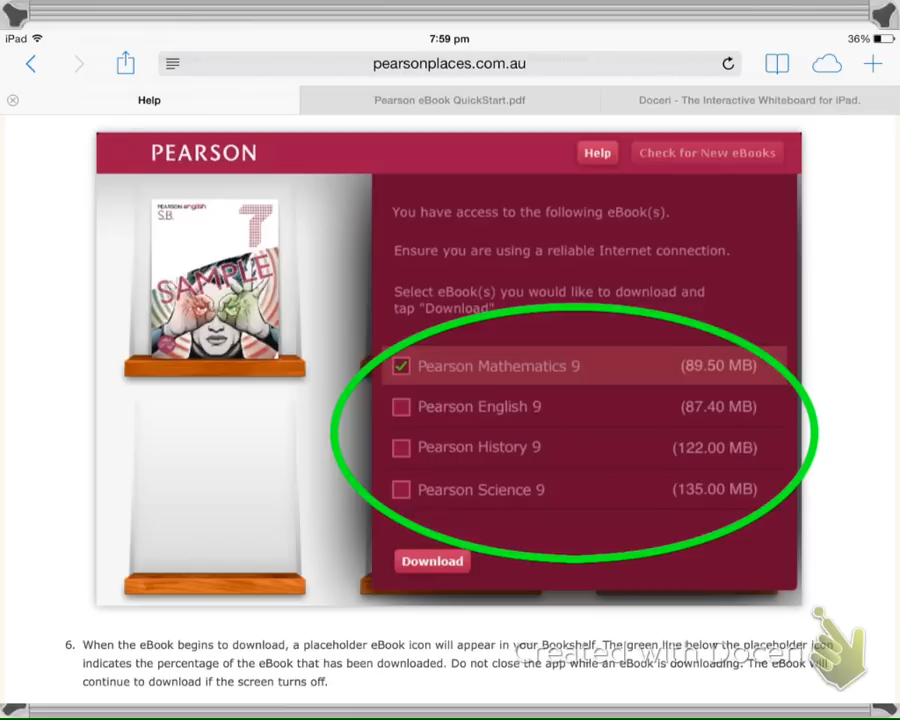 iPad 7:59 pm 36%
pearsonplaces.com.au
Help Pearson eBook QuickStart.pdf Doceri - The Interactive Whiteboard for iPad.
PEARSON Help Check for New eBooks
PEARSON english
S.B. 7
SAMPLE
You have access to the following eBook(s).
Ensure you are using a reliable Internet connection.
Select eBook(s) you would like to download and
tap "Download"
Pearson Mathematics 9 (89.50 MB)
Pearson English 9 (87.40 MB)
Pearson History 9 (122.00 MB)
Pearson Science 9 (135.00 MB)
Download
6. When the eBook begins to download, a placeholder eBook icon will appear in your Bookshelf. The green line below the placeholder icon
indicates the percentage of the eBook that has been downloaded. Do not close the app while an eBook is downloading. The eBook will
continue to download if the screen turns off.
Created with Doceri